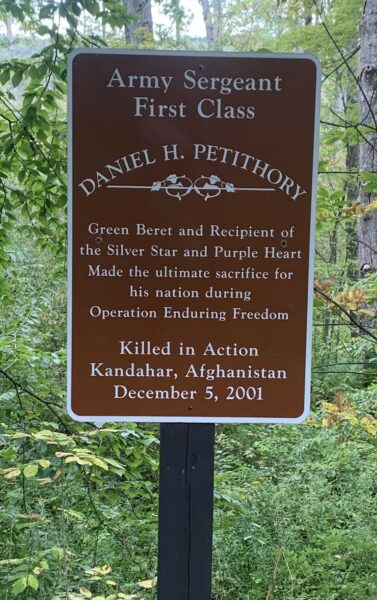 Army Sergeant
First Class
DANIEL H. PETITHORY
Green Beret and Recipient of
the Silver Star and Purple Heart
Made the ultimate sacrifice for
his nation during
Operation Enduring Freedom
Killed in Action
Kandahar, Afghanistan
December 5, 2001